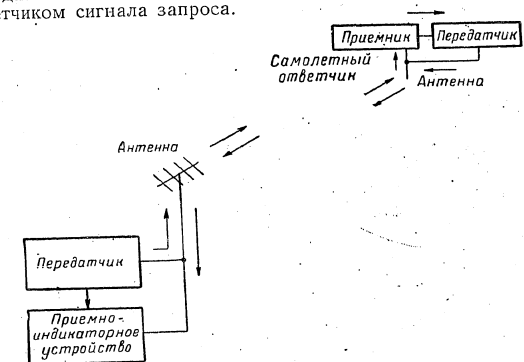 тчиком сигнала запроса.
Приемник
Передатчик
Самолетный
ответчик
Антенна
Антенна
Передатчик
Приемно-
индикаторное
устройство